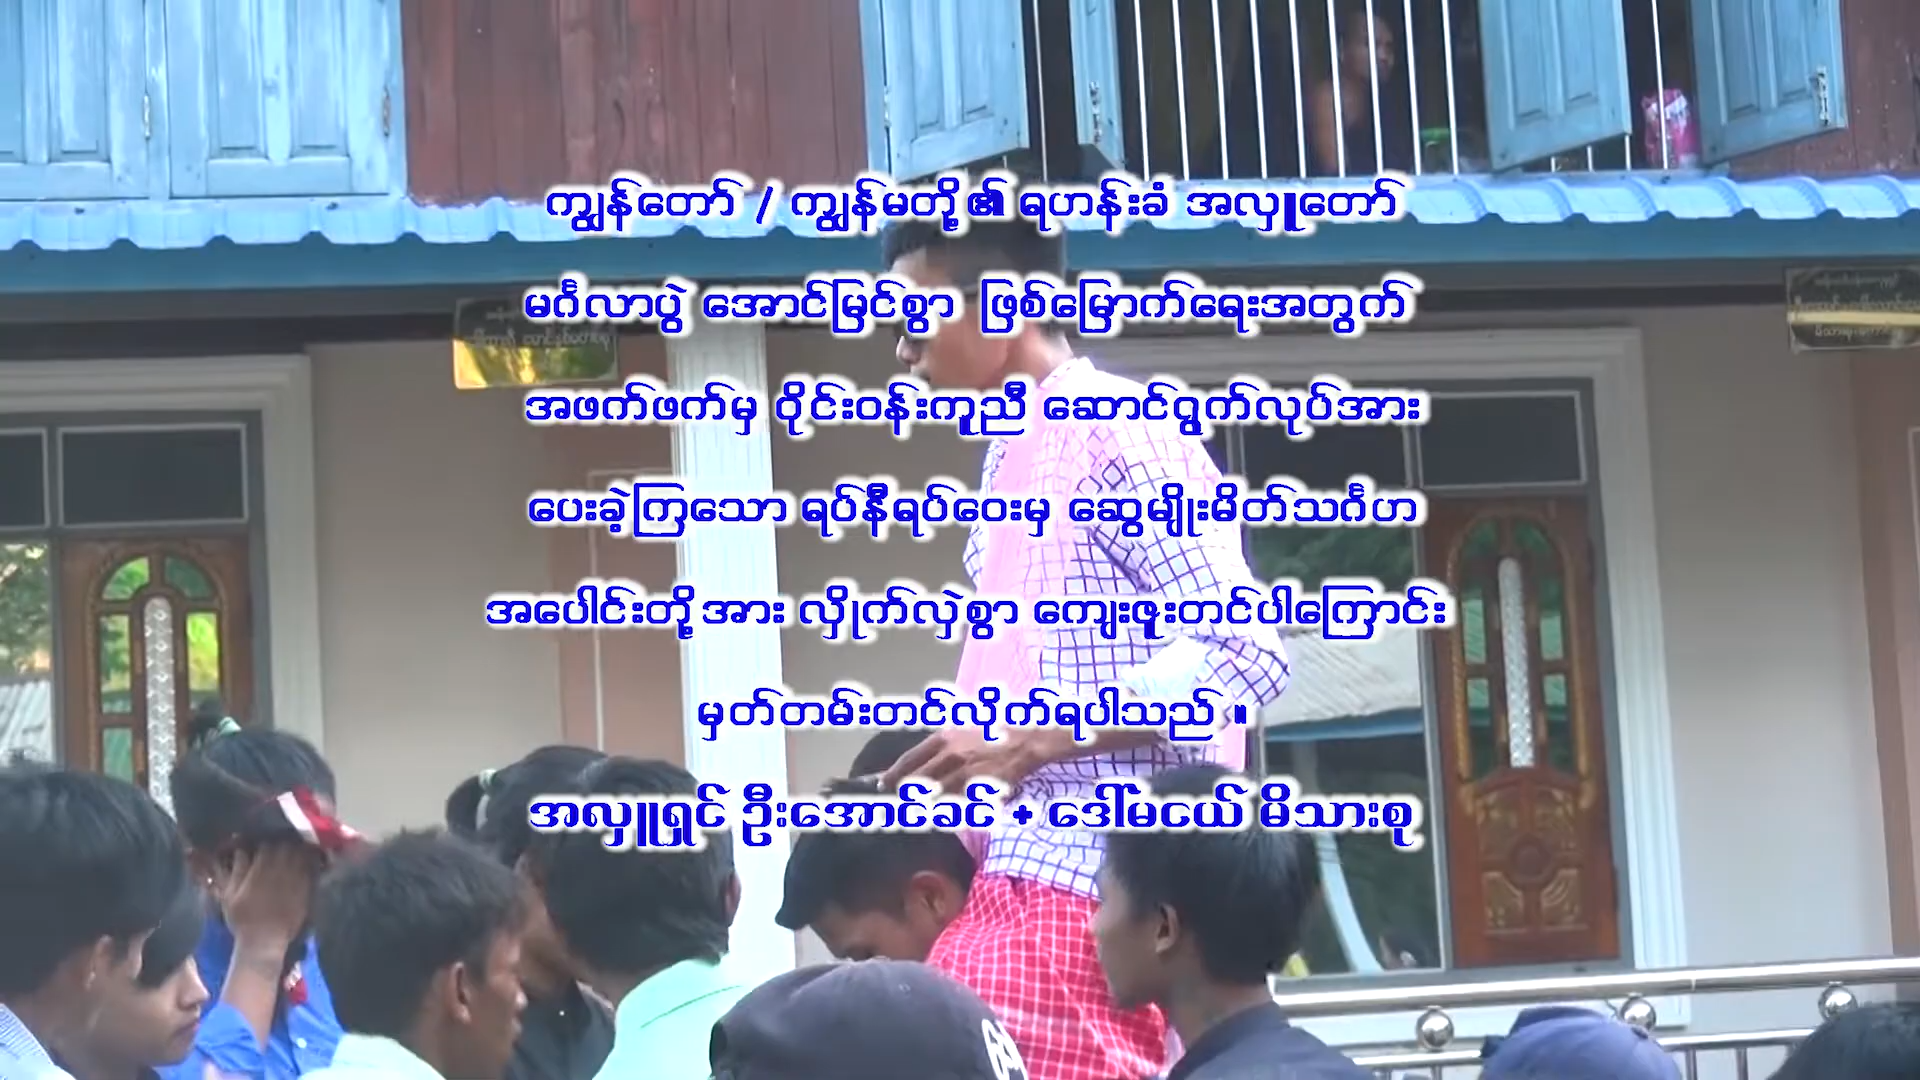 ကျွန်တော် / ကျွန်မတို့၏ ရဟန်းခံ အလှူတော်
မင်္ဂလာပွဲ အောင်မြင်စွာ ဖြစ်မြောက်ရေးအတွက်
အဖက်ဖက်မှ ဝိုင်းဝန်းကူညီ ဆောင်ရွက်လုပ်အား
ပေးခဲ့ကြသော ရပ်နီးရပ်ဝေးမှ ဆွေမျိုးမိတ်သင်္ဂဟ
အပေါင်းတို့အား လှိုက်လှဲစွာ ကျေးဇူးတင်ပါကြောင်း
မှတ်တမ်းတင်လိုက်ရပါသည် ။
အလှူရှင် ဦးအောင်ခင် + ဒေါ်မငယ် မိသားစု